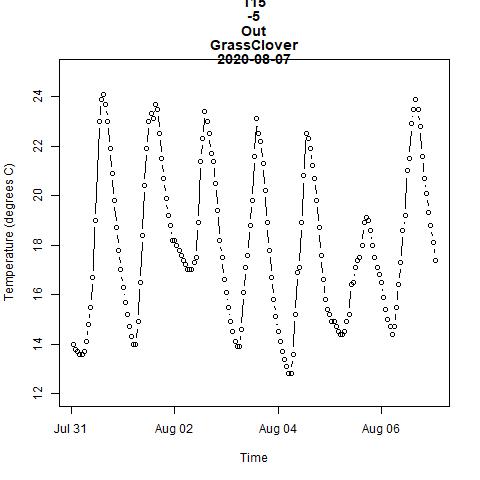 T15
-5
Out
GrassClover
2020-08-07
Temperature (degrees C)
24
22
20
18
16
14
12
Jul 31
Aug 02
Aug 04
Aug 06
Time